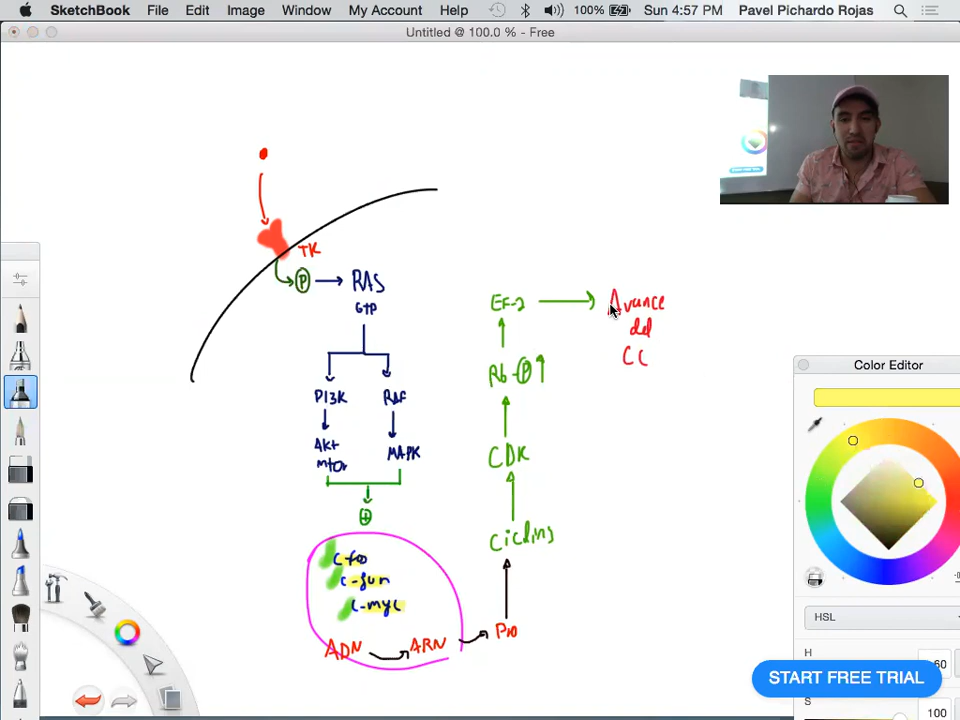 SketchBook File Edit Image Window My Account Help 100% Sun 4:57 PM Pavel Pichardo Rojas
Untitled @ 100.0 % - Free
TK
P RAS
GTP
PI3K RAF
Akt
mtor
MAPK
+
c-fos
c-Jun
c-myc
ADN ARN Pro
Ciclins
CDK
Rb-P
EF-2 Avance
del
CC
Color Editor
HSL
H 60
S 100
START FREE TRIAL